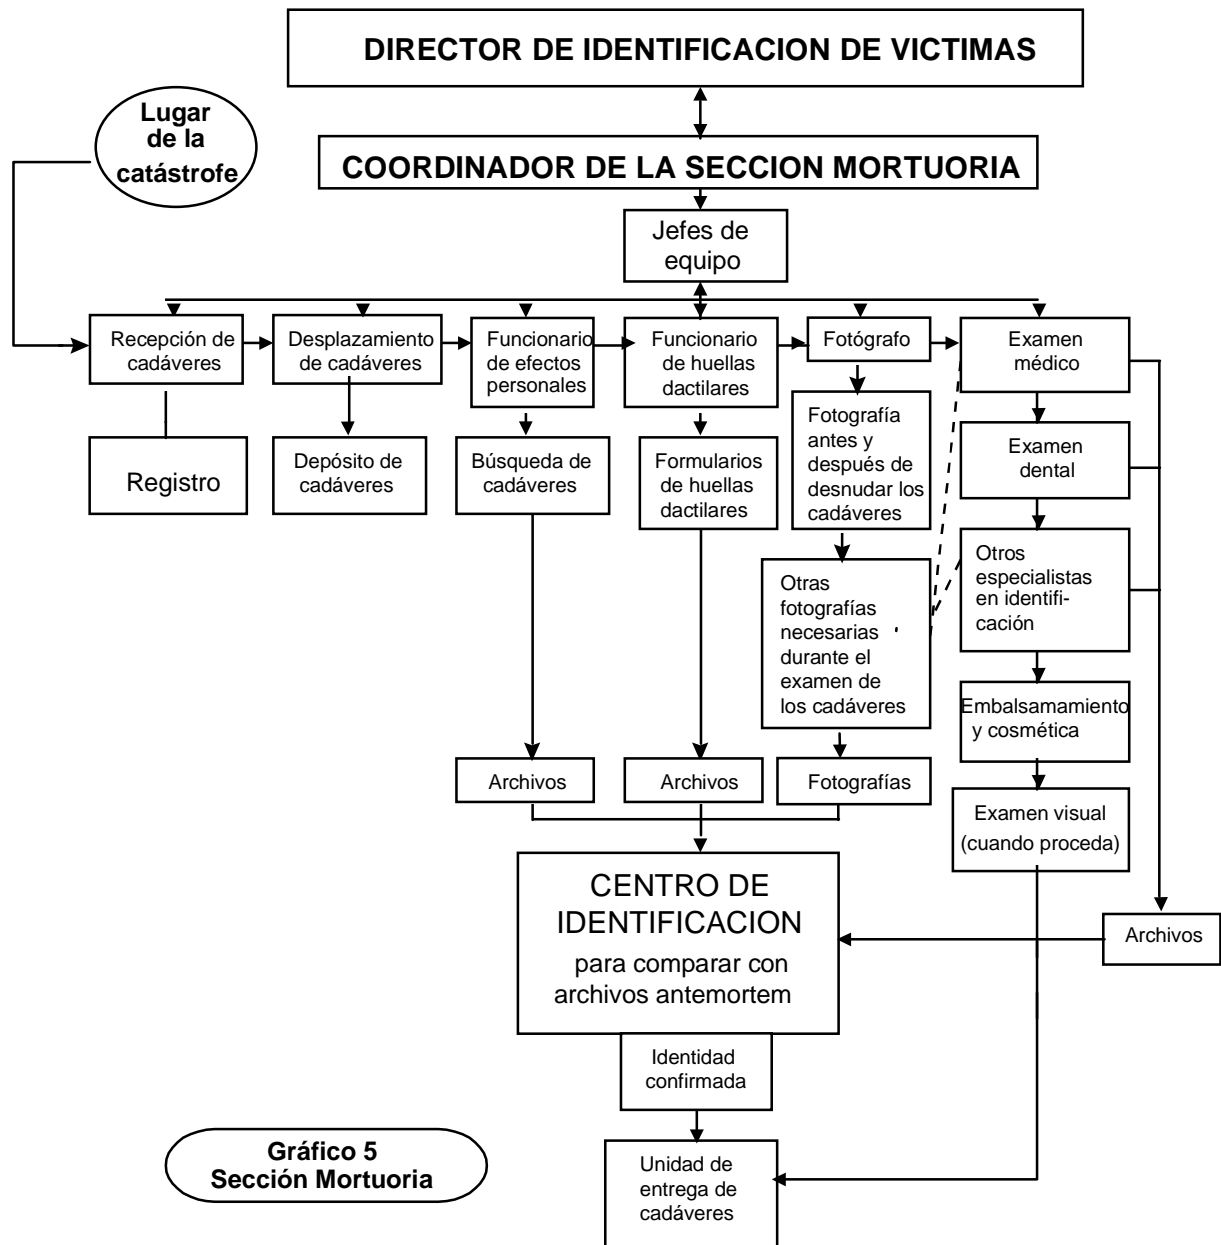 DIRECTOR DE IDENTIFICACION DE VICTIMAS
Lugar
de la
catástrofe
COORDINADOR DE LA SECCION MORTUORIA
Jefes de
equipo
Recepción de
cadáveres
Desplazamiento
de cadáveres
Funcionario
de efectos
personales
Funcionario
de huellas
dactilares
Fotógrafo
Examen
médico
Registro
Depósito de
cadáveres
Búsqueda de
cadáveres
Formularios
de huellas
dactilares
Fotografía
antes y
después de
desnudar los
cadáveres
Examen
dental
Otras
fotografías
necesarias
durante el
examen de
los cadáveres
Otros
especialistas
en identifi-
cación
Embalsamamiento
y cosmética
Archivos
Archivos
Fotografías
Examen visual
(cuando proceda)
CENTRO DE
IDENTIFICACION
para comparar con
archivos antemortem
Archivos
Identidad
confirmada
Gráfico 5
Sección Mortuoria
Unidad de
entrega de
cadáveres